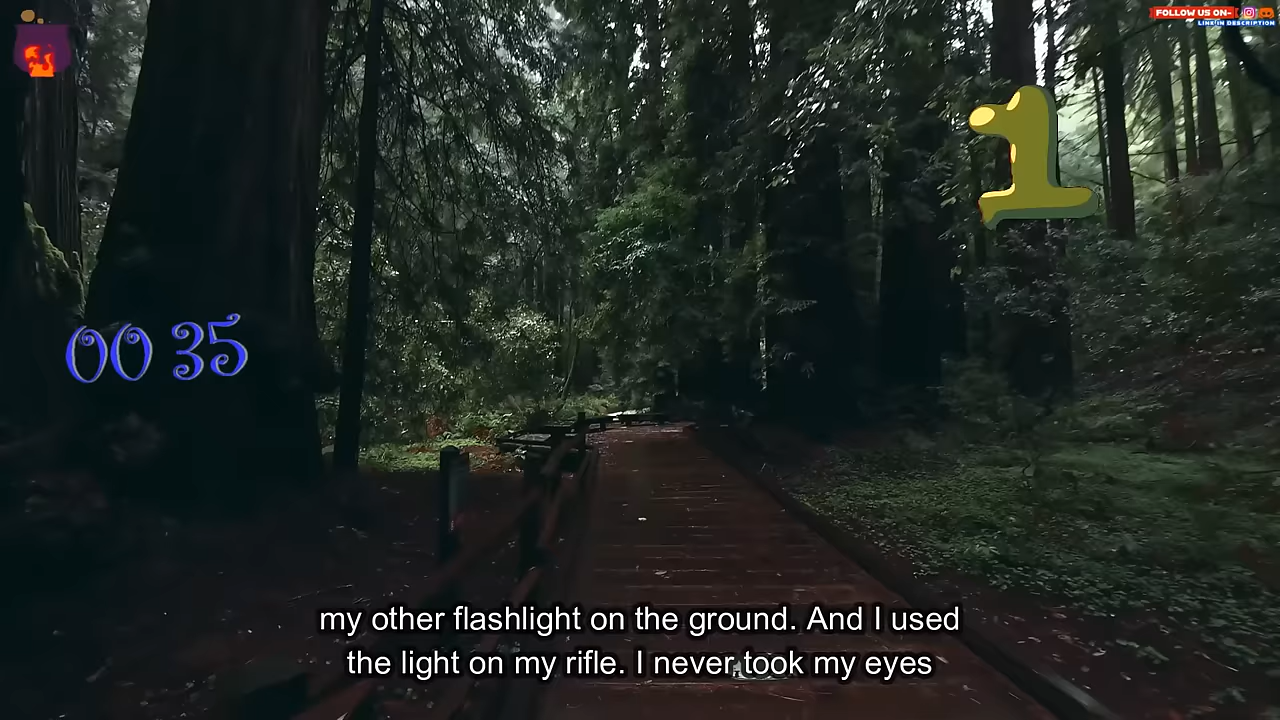 FOLLOW US ON-
LINK IN DESCRIPTION
1
00 35
my other flashlight on the ground. And I used
the light on my rifle. I never took my eyes